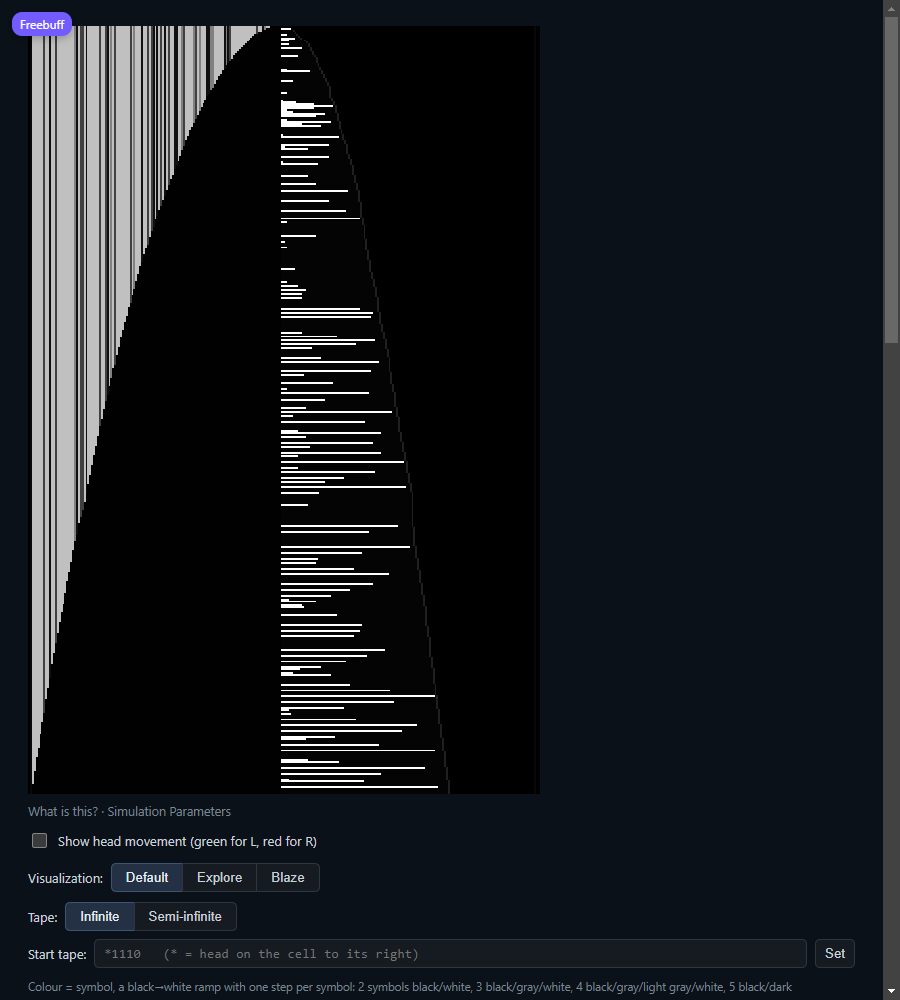 Freebuff
What is this? · Simulation Parameters
Show head movement (green for L, red for R)
Visualization: Default Explore Blaze
Tape: Infinite Semi-infinite
Start tape: *1110 (* = head on the cell to its right) Set
Colour = symbol, a black→white ramp with one step per symbol: 2 symbols black/white, 3 black/gray/white, 4 black/gray/light gray/white, 5 black/dark